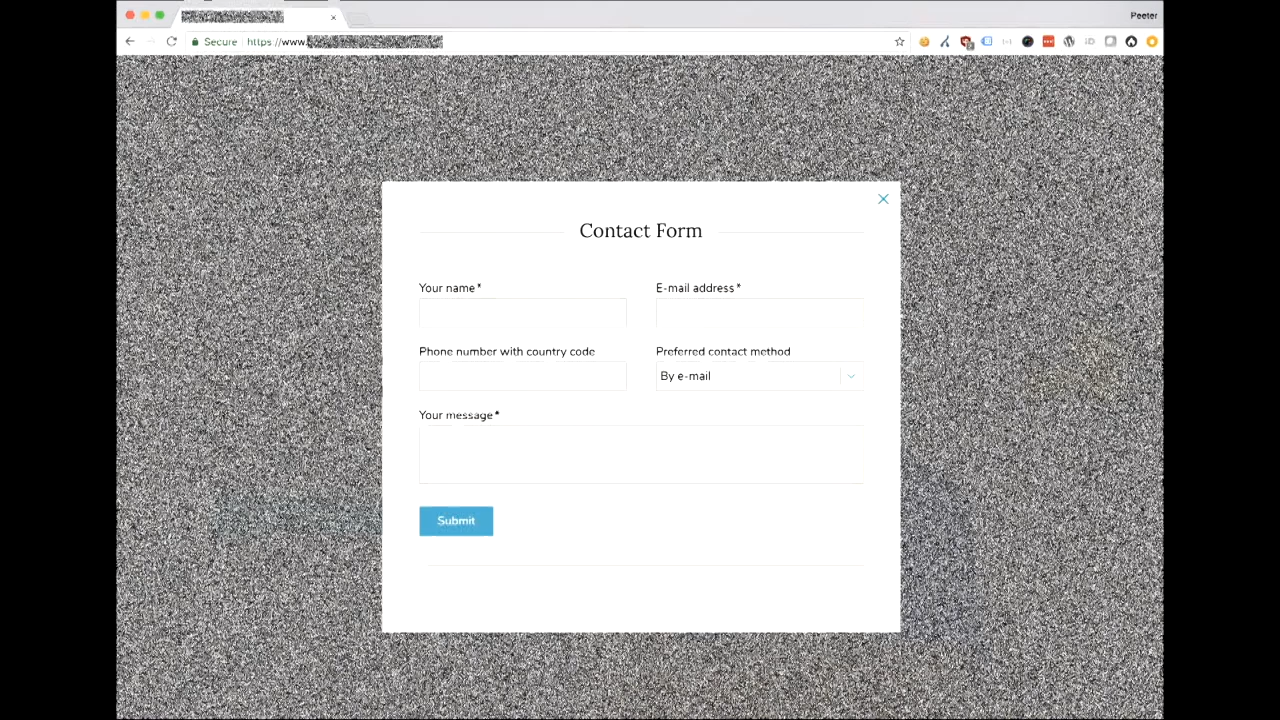 Peeter
Secure https://www.
Contact Form
Your name* E-mail address*
Phone number with country code Preferred contact method
By e-mail
Your message*
Submit